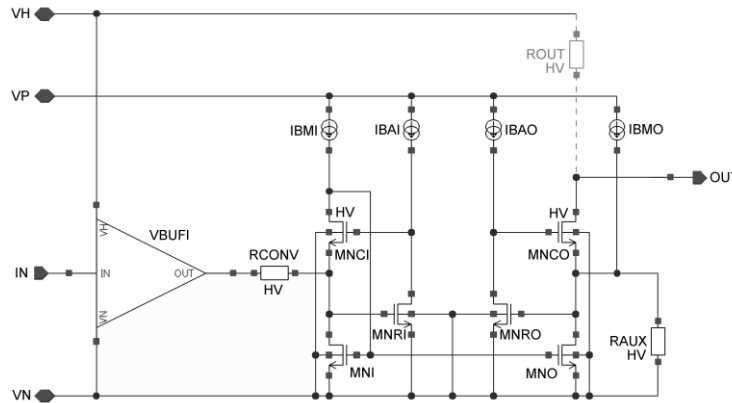 VH
ROUT
HV
VP
IBMI
IBAI
IBAO
IBMO
OUT
VH
VBUFI
HV
HV
RCONV
MNCI
MNCO
IN
IN
OUT
HV
VN
MNRI
MNRO
RAUX
HV
MNI
MNO
VN